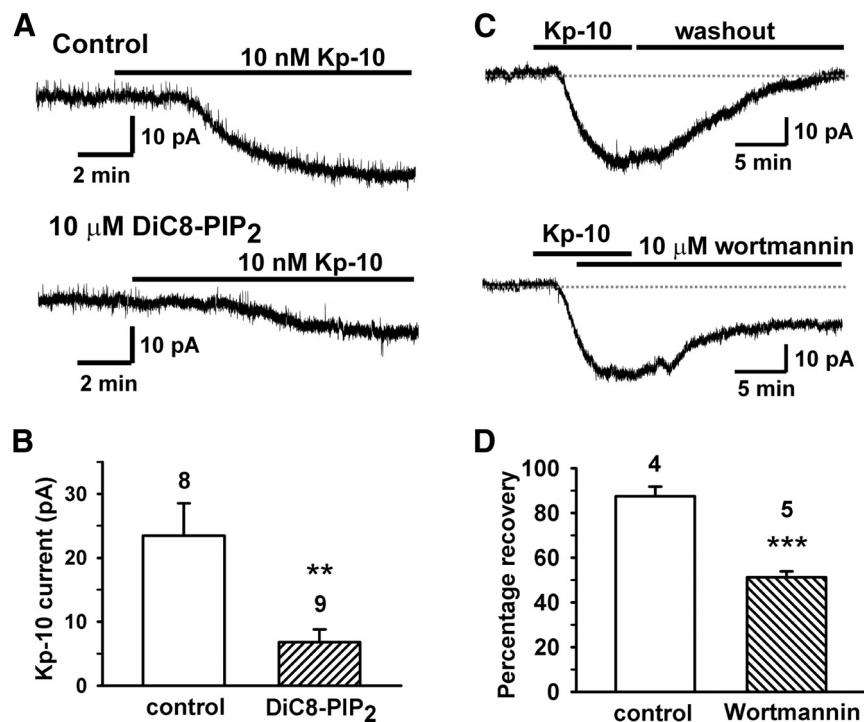 A
Control
10 nM Kp-10
10 pA
2 min
10 μM DiC8-PIP2
10 nM Kp-10
10 pA
2 min
B
Kp-10 current (pA)
30
20
10
0
8
**
9
control
DiC8-PIP2
C
Kp-10
washout
10 pA
5 min
Kp-10
10 μM wortmannin
10 pA
5 min
D
Percentage recovery
100
80
60
40
20
0
4
5
***
control
Wortmannin